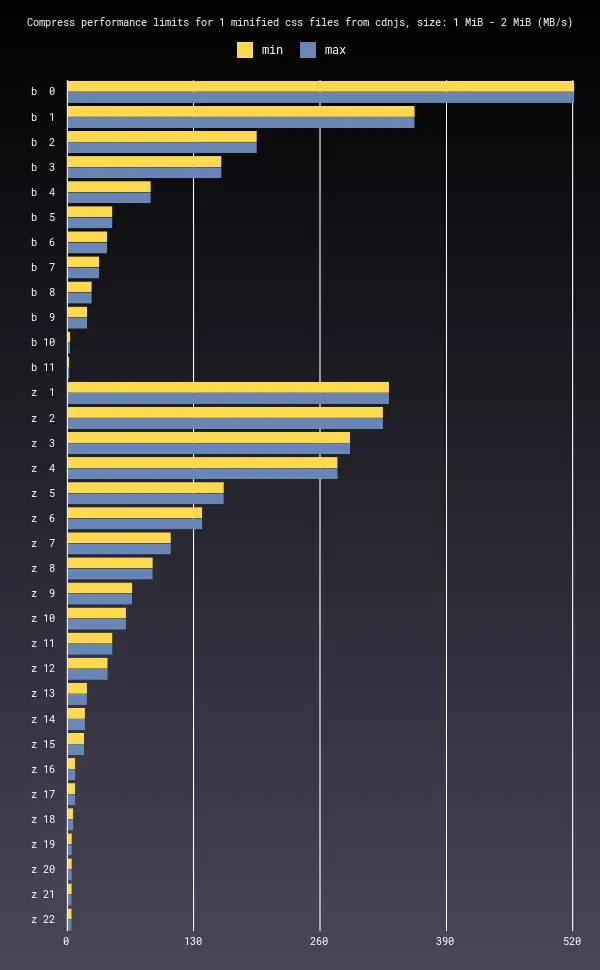 Compress performance limits for 1 minified css files from cdnjs, size: 1 MiB - 2 MiB (MB/s)
min max
b 0
b 1
b 2
b 3
b 4
b 5
b 6
b 7
b 8
b 9
b 10
b 11
z 1
z 2
z 3
z 4
z 5
z 6
z 7
z 8
z 9
z 10
z 11
z 12
z 13
z 14
z 15
z 16
z 17
z 18
z 19
z 20
z 21
z 22
0 130 260 390 520